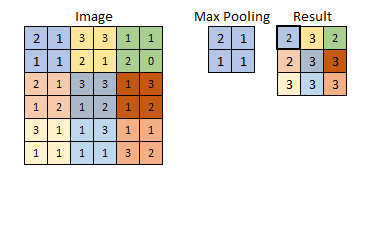 Image Max Pooling Result
2 1 3 3 1 1 2 1 2 3 2
1 1 2 1 2 0 1 1 2 3 3
2 1 3 3 1 3 3 3 3
1 2 1 2 1 2
3 1 1 3 1 1
1 1 1 1 3 2